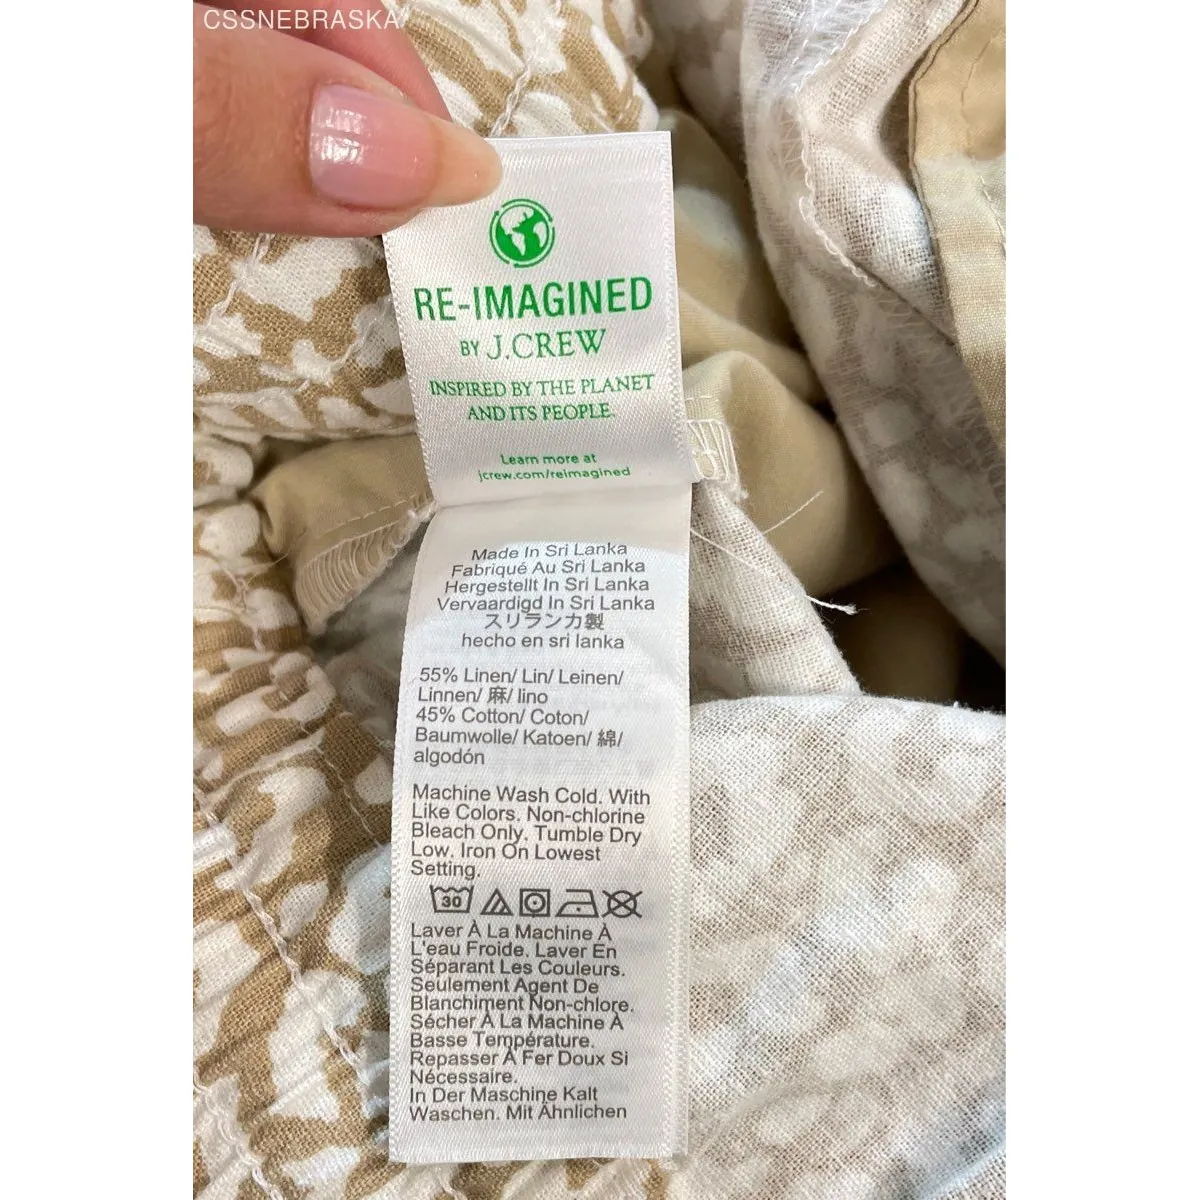 CSSNEBRASKA
RE-IMAGINED
BY J.CREW
INSPIRED BY THE PLANET
AND ITS PEOPLE.
Learn more at
jcrew.com/reimagined
Made In Sri Lanka
Fabriqué Au Sri Lanka
Hergestellt In Sri Lanka
Vervaardigd In Sri Lanka
スリランカ製
hecho en sri lanka
55% Linen/ Lin/ Leinen/
Linnen/ 麻/ lino
45% Cotton/ Coton/
Baumwolle/ Katoen/ 綿/
algodón
Machine Wash Cold. With
Like Colors. Non-chlorine
Bleach Only. Tumble Dry
Low. Iron On Lowest
Setting.
30
Laver À La Machine À
L'eau Froide. Laver En
Séparant Les Couleurs.
Seulement Agent De
Blanchiment Non-chlore.
Sécher À La Machine À
Basse Température.
Repasser À Fer Doux Si
Nécessaire.
In Der Maschine Kalt
Waschen. Mit Ähnlichen